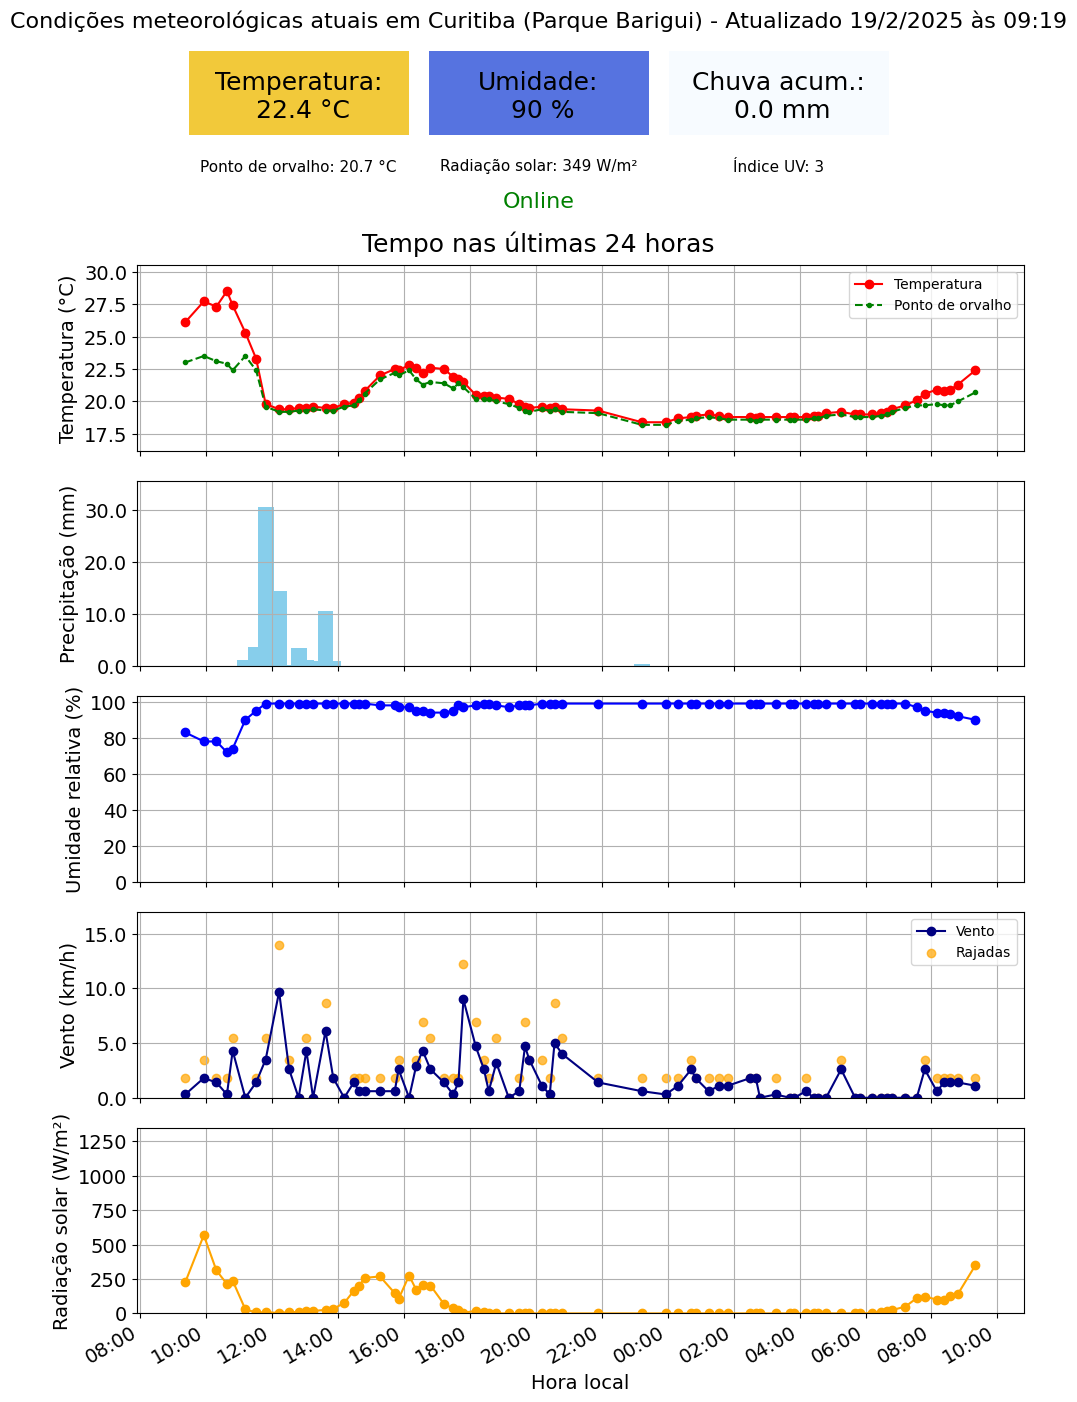 Condições meteorológicas atuais em Curitiba (Parque Barigui) - Atualizado 19/2/2025 às 09:19
Temperatura:
22.4 °C
Umidade:
90 %
Chuva acum.:
0.0 mm
Ponto de orvalho: 20.7 °C
Radiação solar: 349 W/m²
Índice UV: 3
Online
Tempo nas últimas 24 horas
Temperatura (°C)
30.0
27.5
25.0
22.5
20.0
17.5
Temperatura
Ponto de orvalho
Precipitação (mm)
30.0
20.0
10.0
0.0
Umidade relativa (%)
100
80
60
40
20
0
Vento (km/h)
15.0
10.0
5.0
0.0
Vento
Rajadas
Radiação solar (W/m²)
1250
1000
750
500
250
0
08:00
10:00
12:00
14:00
16:00
18:00
20:00
22:00
00:00
02:00
04:00
06:00
08:00
10:00
Hora local